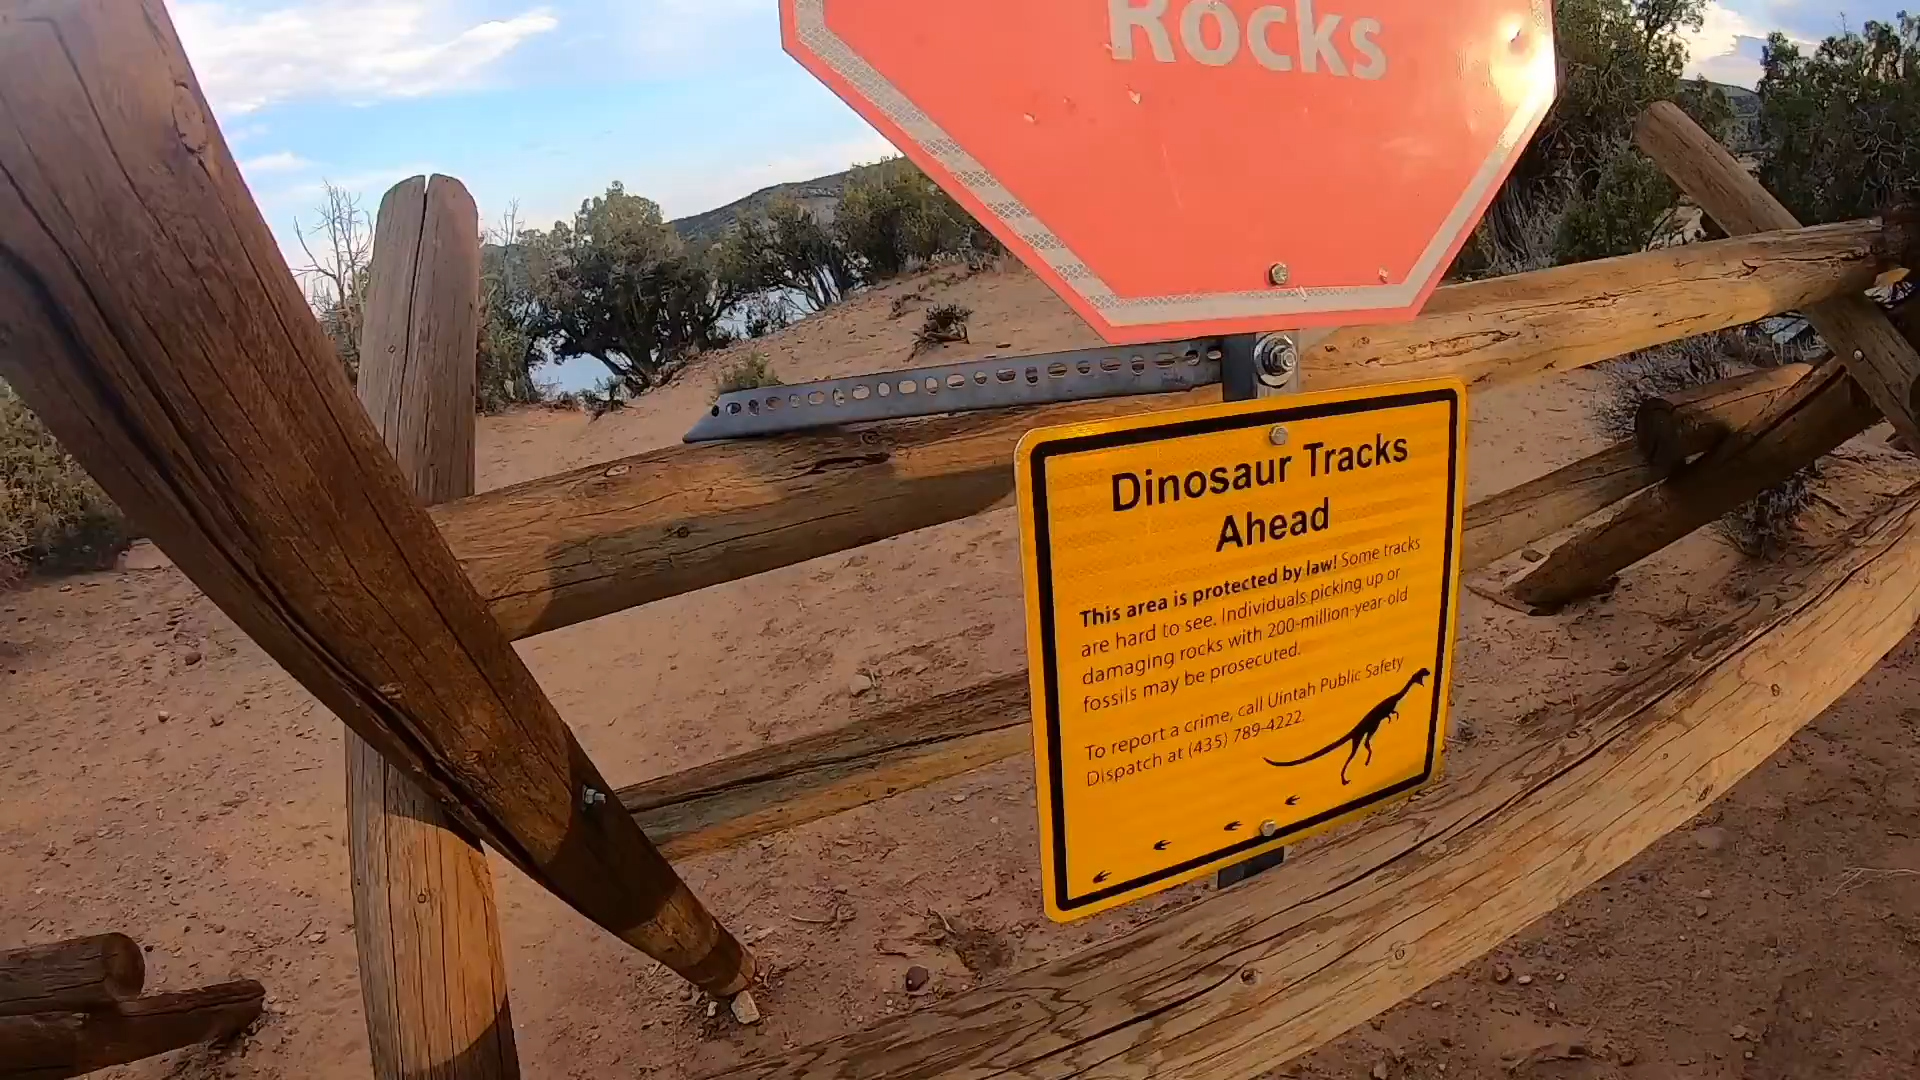 Rocks
Dinosaur Tracks
Ahead
This area is protected by law! Some tracks
are hard to see. Individuals picking up or
damaging rocks with 200-million-year-old
fossils may be prosecuted.
To report a crime, call Uintah Public Safety
Dispatch at (435) 789-4222.